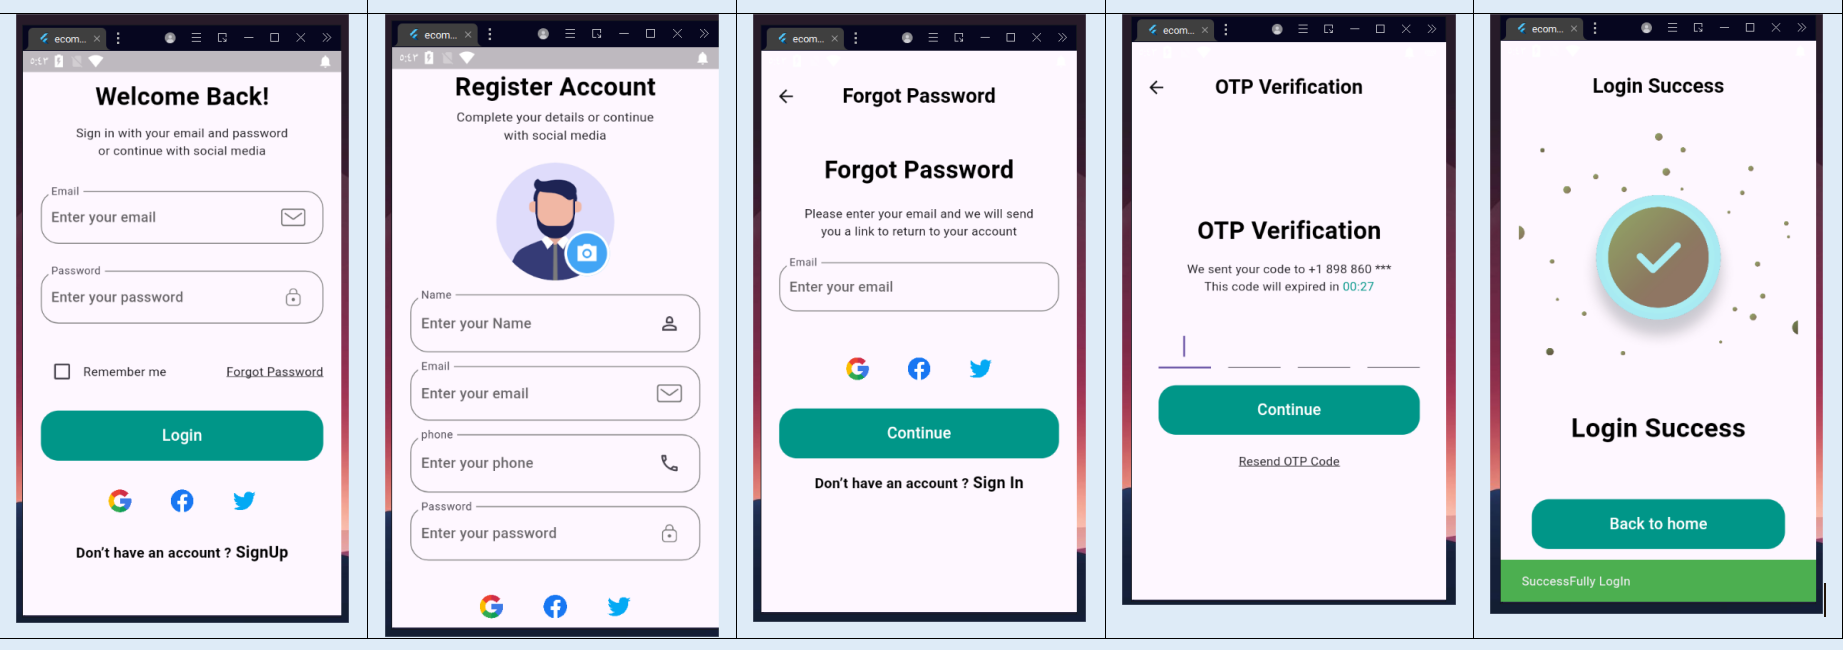 ecom...
٥:٤٢
Welcome Back!
Sign in with your email and password
or continue with social media
Email
Enter your email
Password
Enter your password
Remember me
Forgot Password
Login
Don't have an account ? SignUp
ecom...
٥:٤٢
Register Account
Complete your details or continue
with social media
Name
Enter your Name
Email
Enter your email
phone
Enter your phone
Password
Enter your password
ecom...
Forgot Password
Forgot Password
Please enter your email and we will send
you a link to return to your account
Email
Enter your email
Continue
Don't have an account ? Sign In
ecom...
OTP Verification
OTP Verification
We sent your code to +1 898 860 ***
This code will expired in 00:27
Continue
Resend OTP Code
ecom...
Login Success
Login Success
Back to home
SuccessFully LogIn